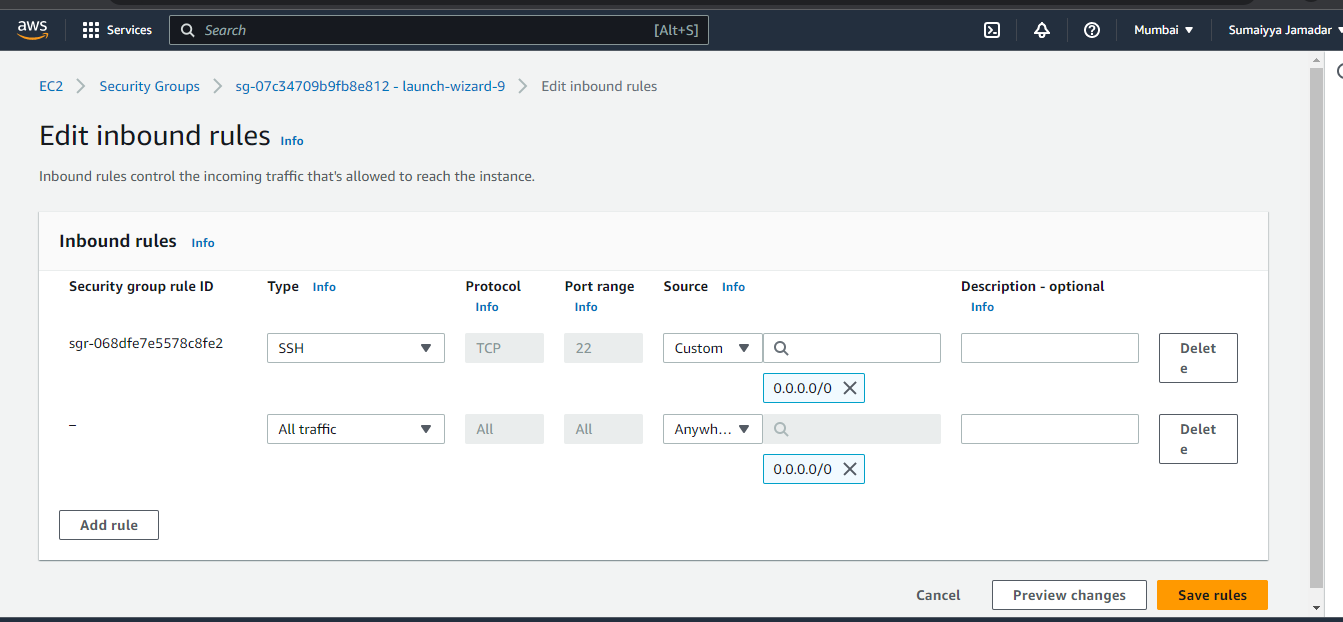 aws Services Search [Alt+S] Mumbai Sumaiyya Jamadar
EC2 Security Groups sg-07c34709b9fb8e812 - launch-wizard-9 Edit inbound rules
Edit inbound rules Info
Inbound rules control the incoming traffic that's allowed to reach the instance.
Inbound rules Info
Security group rule ID Type Info Protocol Port range Source Info Description - optional
Info Info Info
sgr-068dfe7e5578c8fe2 SSH TCP 22 Custom Delet
e
0.0.0.0/0
– All traffic All All Anywh... Delet
e
0.0.0.0/0
Add rule
Cancel Preview changes Save rules